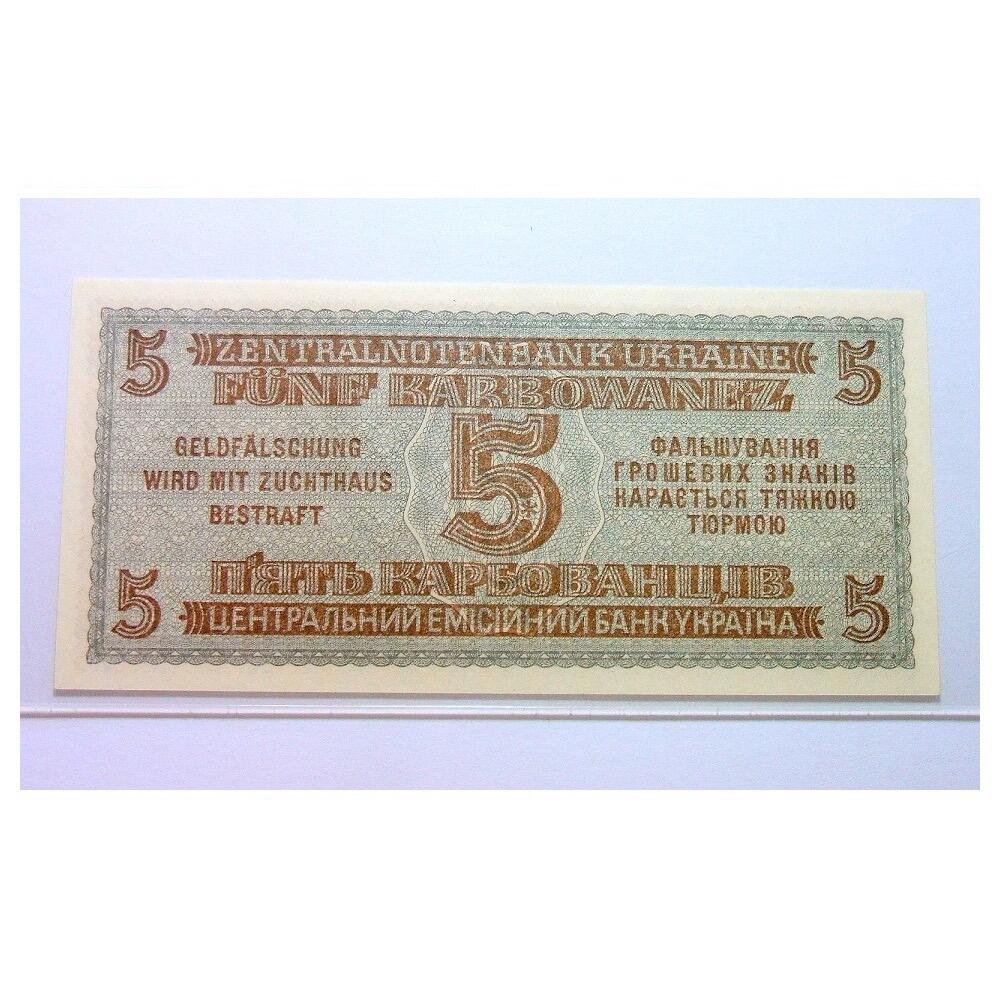 5 ZENTRALNOTENBANK UKRAINE 5
FÜNF KARBOWANEZ
5
GELDFÄLSCHUNG
WIRD MIT ZUCHTHAUS
BESTRAFT
ФАЛЬШУВАННЯ
ГРОШЕВИХ ЗНАКІВ
КАРАЄТЬСЯ ТЯЖКОЮ
ТЮРМОЮ
П'ЯТЬ КАРБОВАНЦІВ
5 ЦЕНТРАЛЬНИЙ ЕМІСІЙНИЙ БАНК УКРАЇНА 5